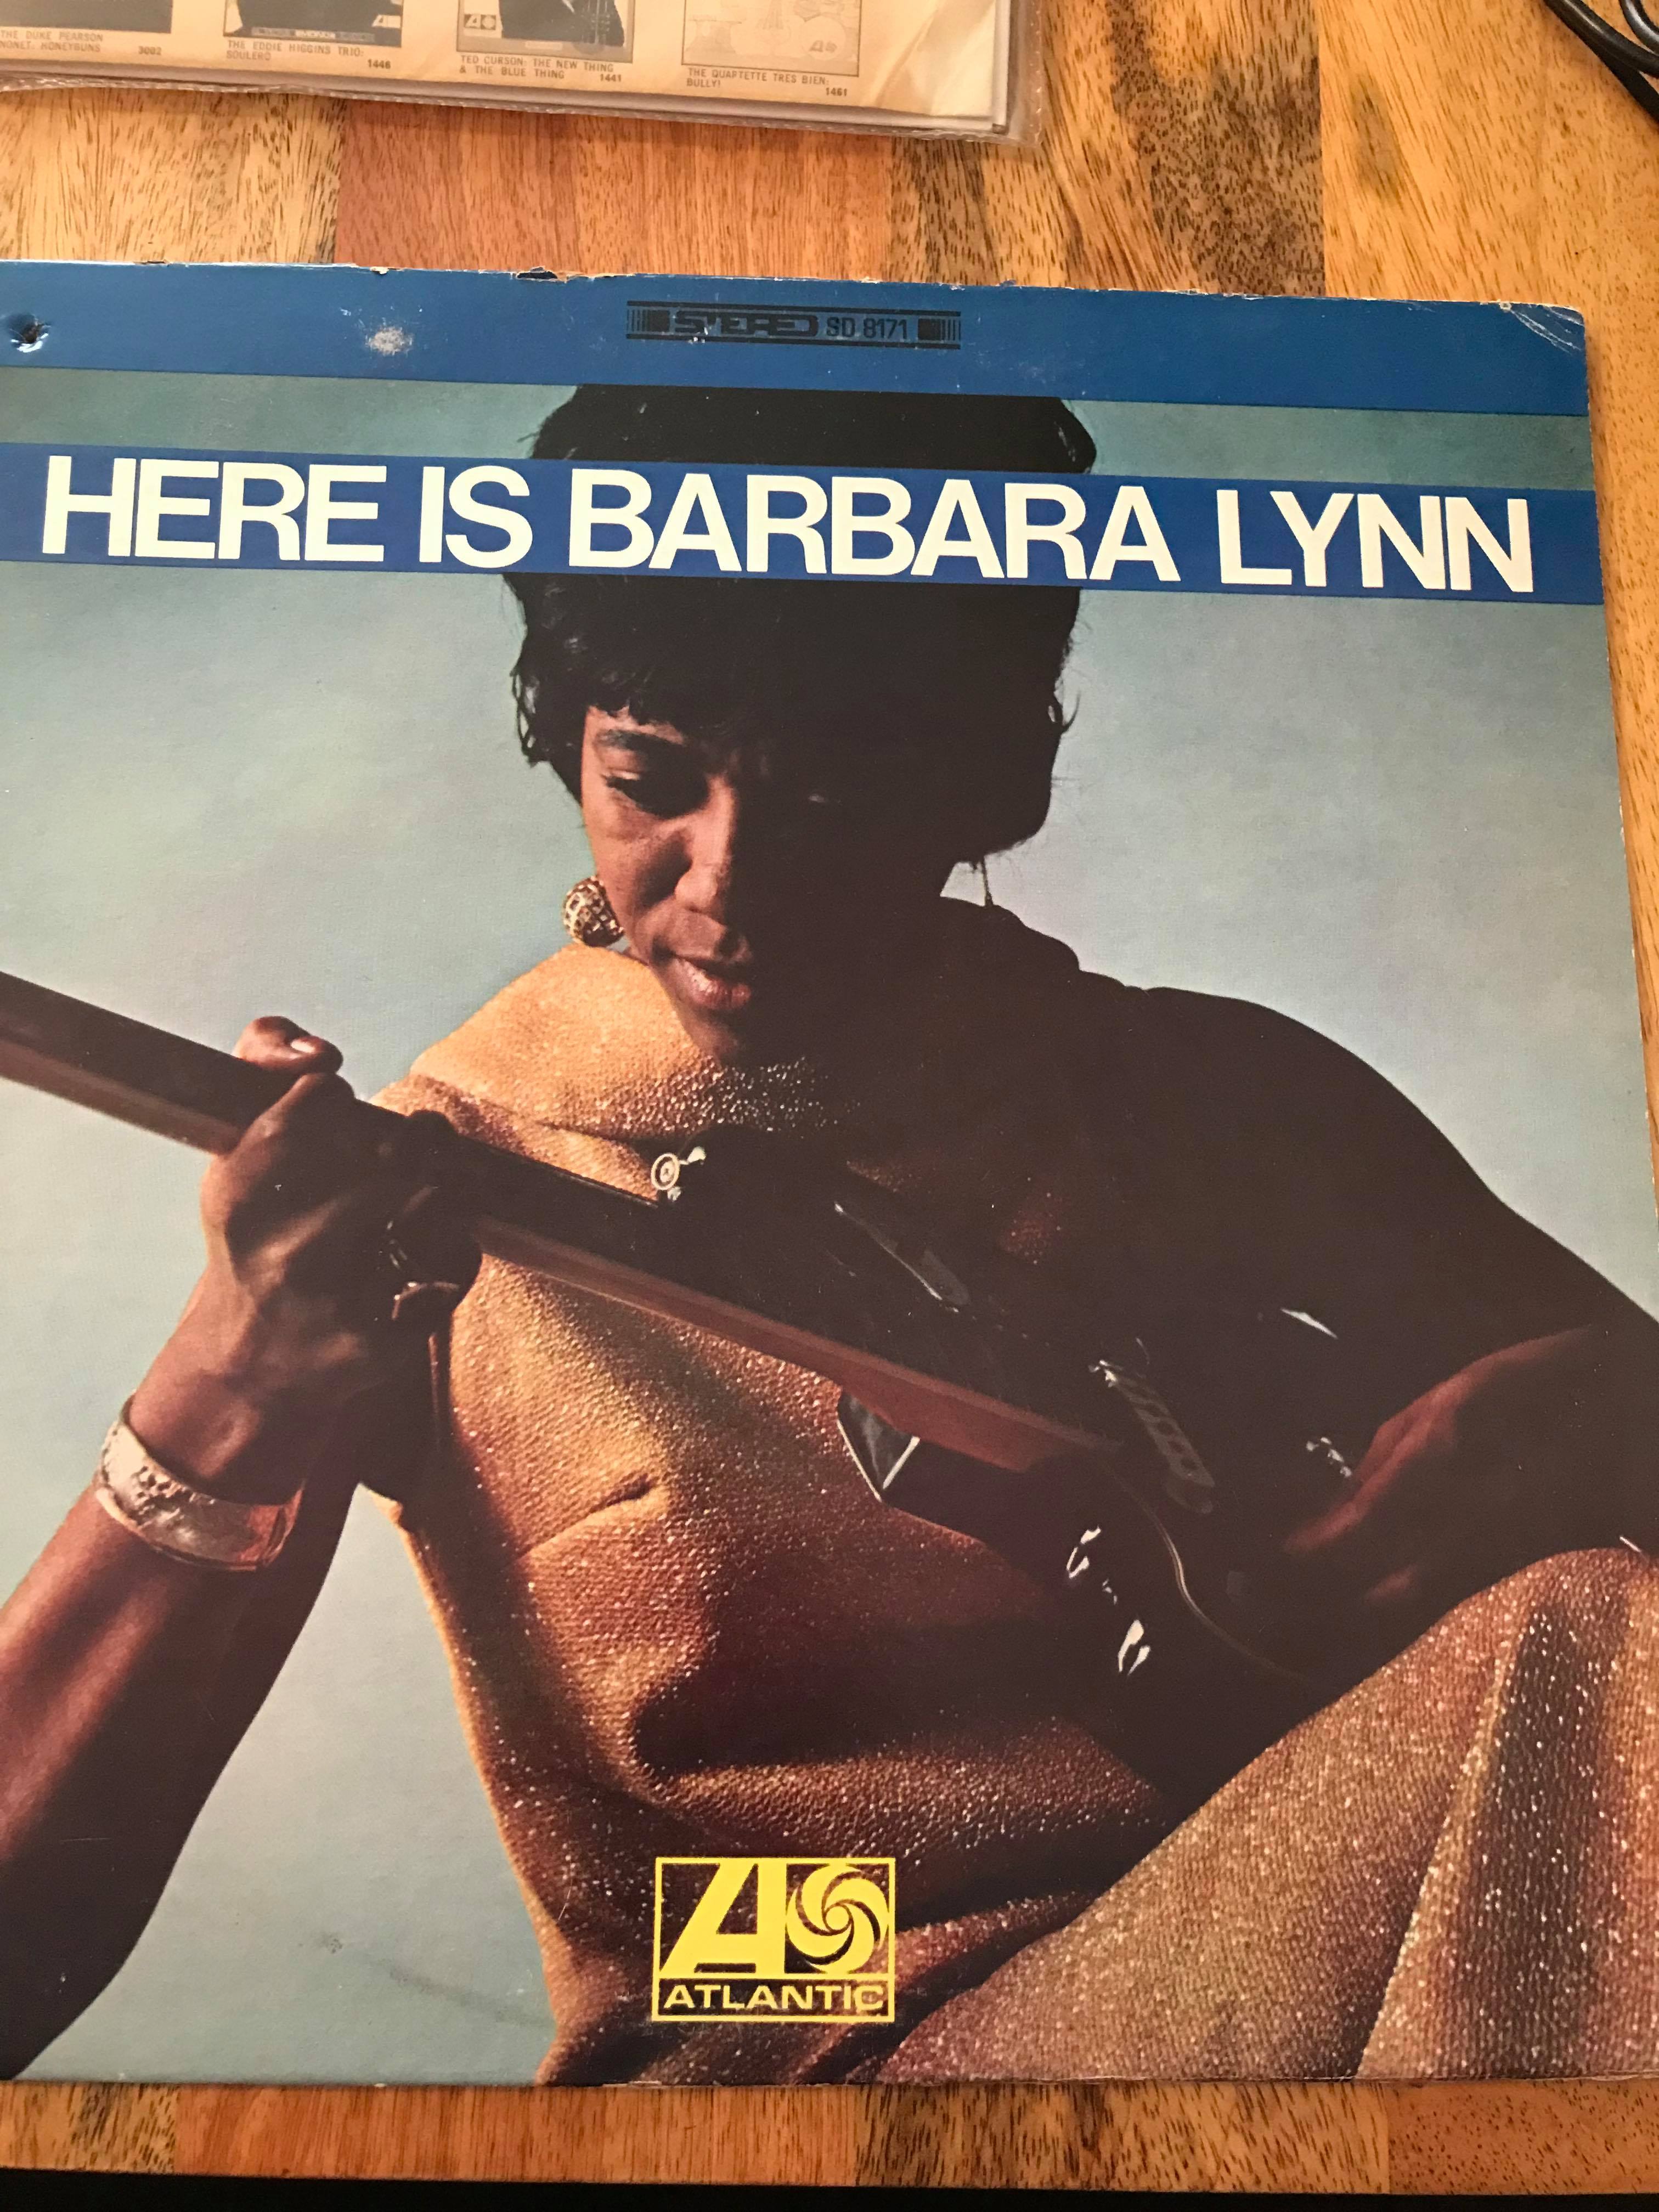 THE DUKE PEARSON
NONET: HONEYBUNS
3002
THE EDDIE HIGGINS TRIO:
SOULERO
1446
TED CURSON: THE NEW THING
& THE BLUE THING
1441
THE QUARTETTE TRES BIEN:
BULLY!
1461
STEREO SD 8171
HERE IS BARBARA LYNN
ATLANTIC